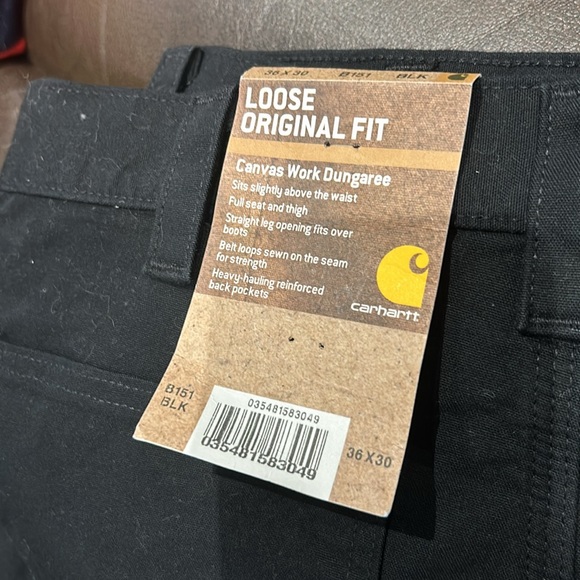 36 X 30 B151 BLK
LOOSE
ORIGINAL FIT
Canvas Work Dungaree
Sits slightly above the waist
Full seat and thigh
Straight leg opening fits over
boots
Belt loops sewn on the seam
for strength
Heavy-hauling reinforced
back pockets
carhartt
B151
BLK
035481583049
035481583049
36 X 30